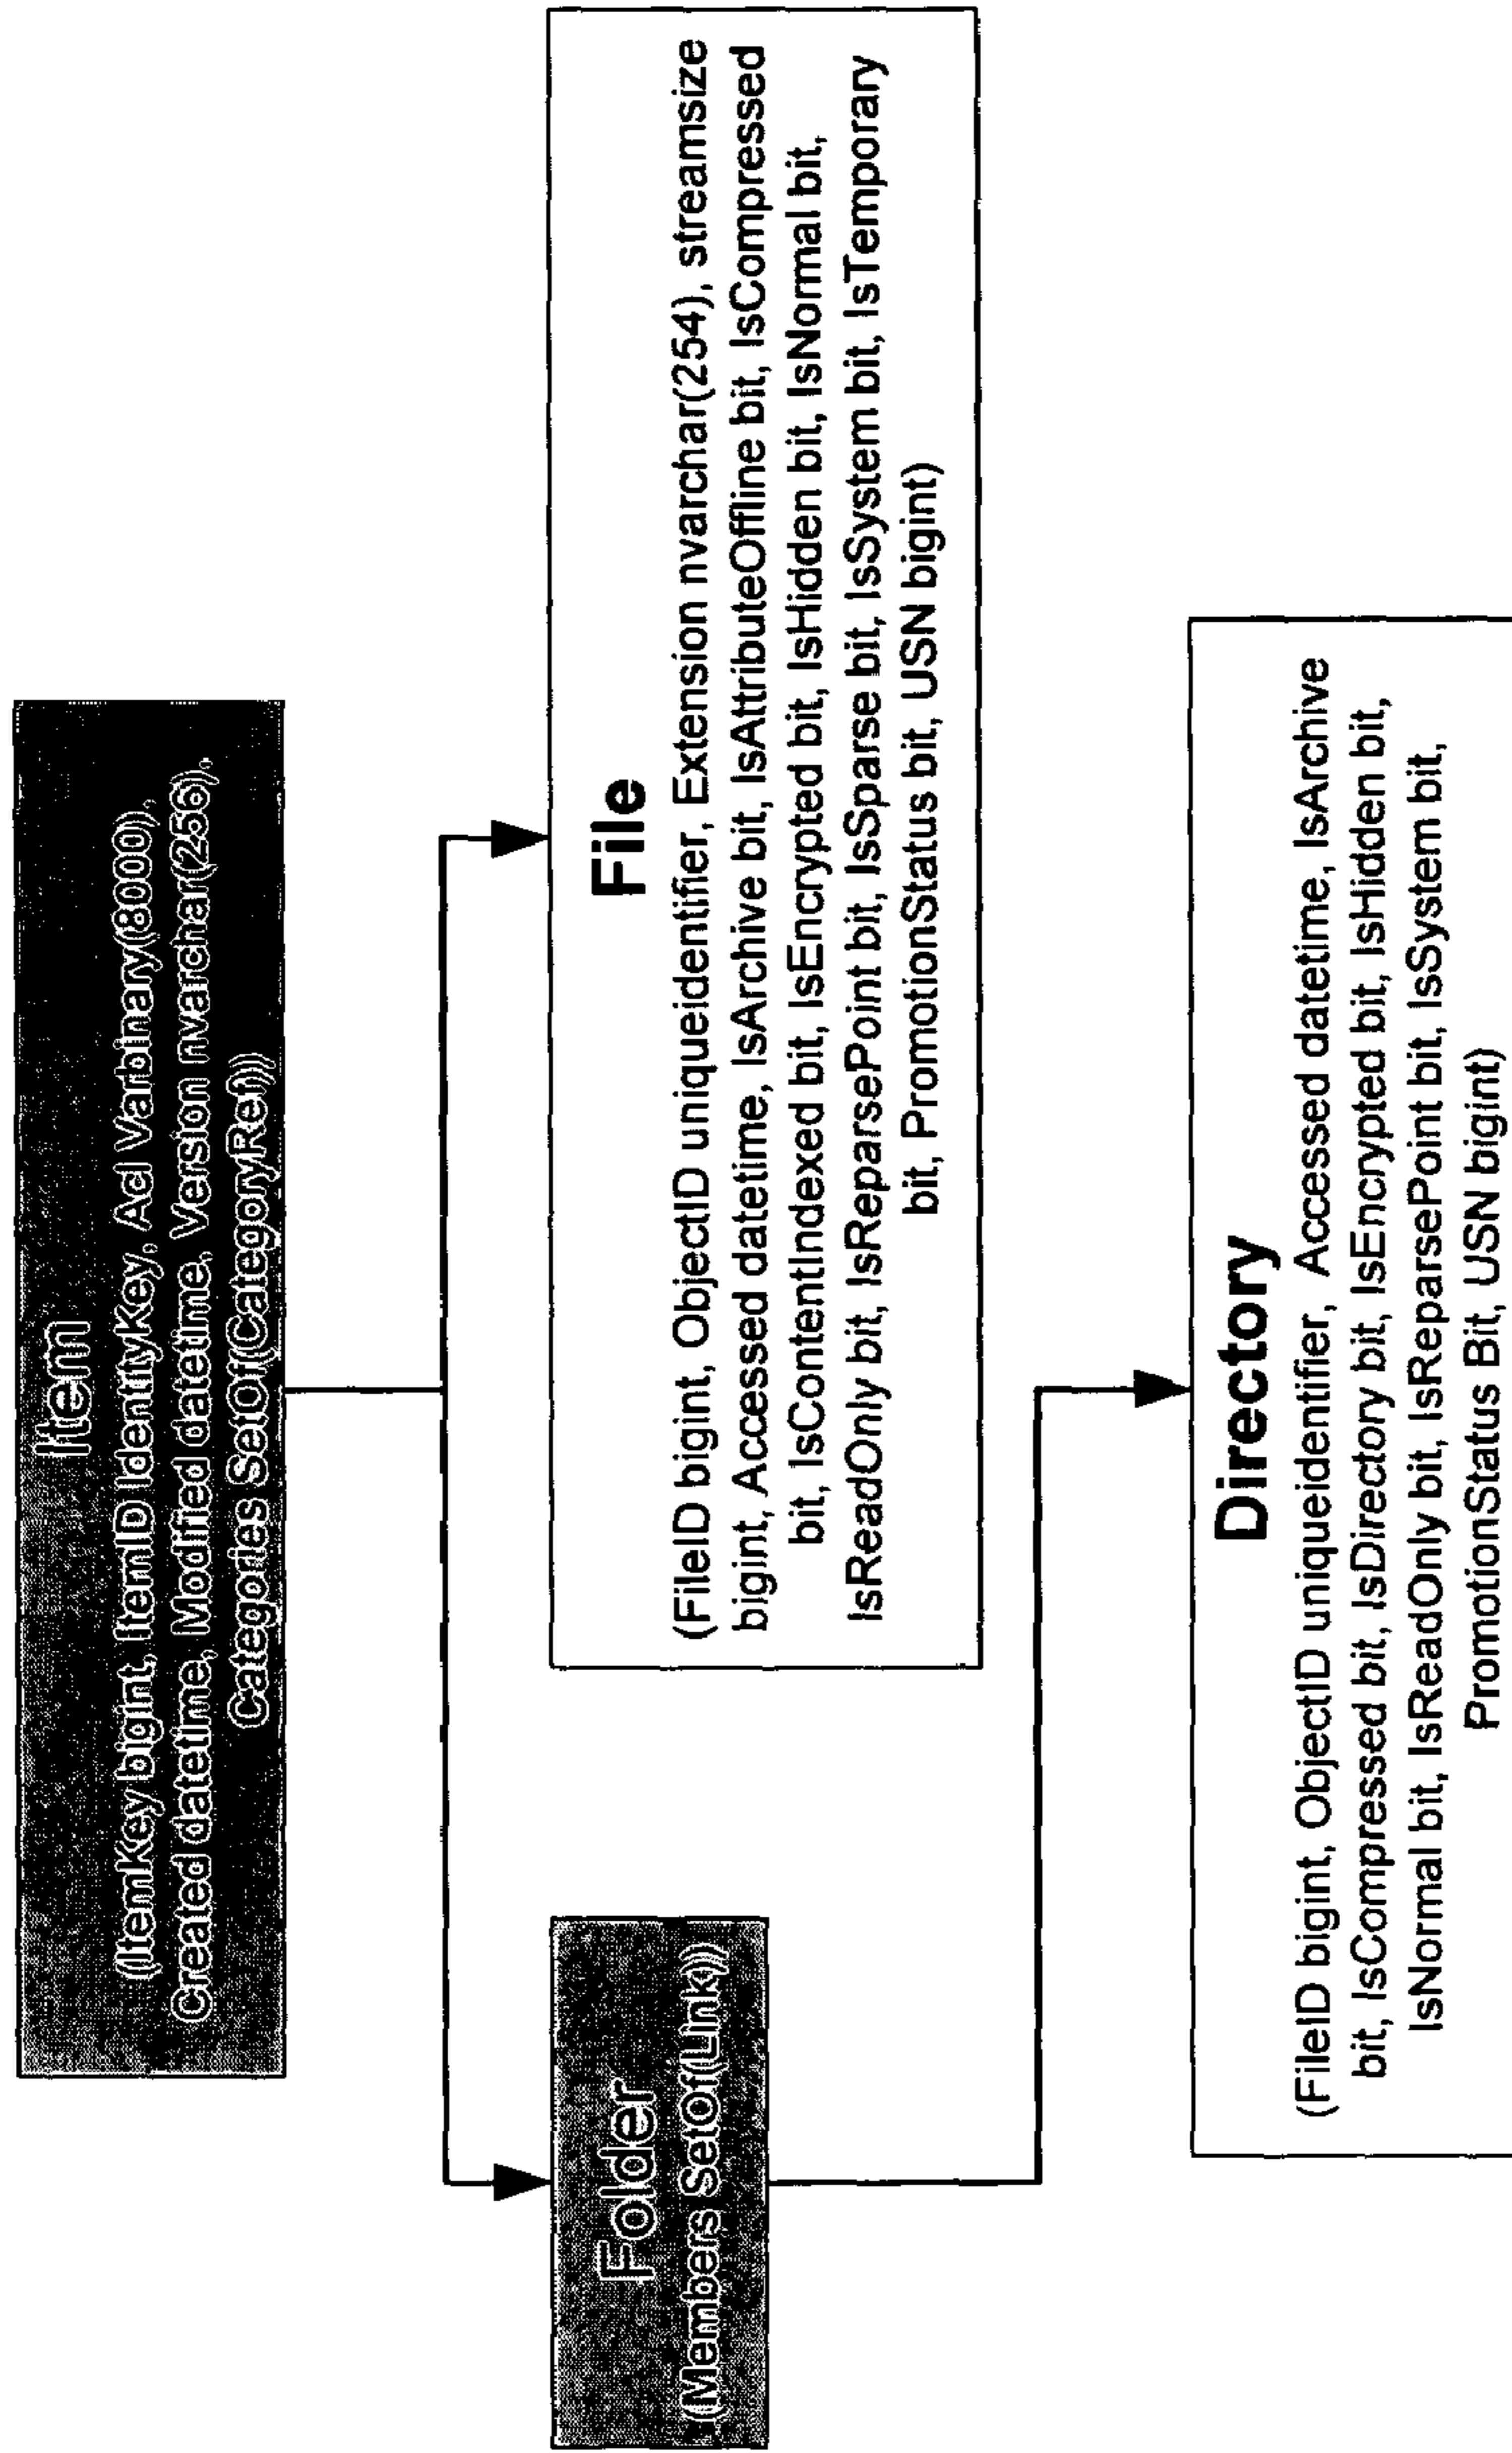 Item
(ItemKey bigint, ItemID IdentityKey, Acl Varbinary(8000),
Created datetime, Modified datetime, Version nvarchar(256),
Categories SetOf(CategoryRef))
Folder
(Members SetOf(Link))
File
(FileID bigint, ObjectID uniqueidentifier, Extension nvarchar(254), streamsize
bigint, Accessed datetime, IsArchive bit, IsAttributeOffline bit, IsCompressed
bit, IsContentIndexed bit, IsEncrypted bit, IsHidden bit, IsNormal bit,
IsReadOnly bit, IsReparsePoint bit, IsSparse bit, IsSystem bit, IsTemporary
bit, PromotionStatus bit, USN bigint)
Directory
(FileID bigint, ObjectID uniqueidentifier, Accessed datetime, IsArchive
bit, IsCompressed bit, IsDirectory bit, IsEncrypted bit, IsHidden bit,
IsNormal bit, IsReadOnly bit, IsReparsePoint bit, IsSystem bit,
PromotionStatus Bit, USN bigint)